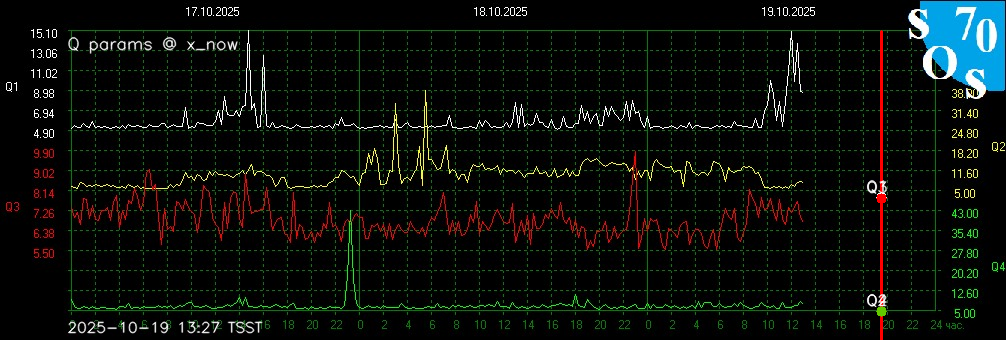 17.10.2025 18.10.2025 19.10.2025
SOS 70
Q params @ x_now
Q1
15.10
13.06
11.02
8.98
6.94
4.90
Q3
9.90
9.02
8.14
7.26
6.38
5.50
Q2
38.00
31.40
24.80
18.20
11.60
5.00
Q4
43.00
35.40
27.80
20.20
12.60
5.00
Q3
2025-10-19 13:27 TSST
18 20 22 0 2 4 6 8 10 12 14 16 18 20 22 0 2 4 6 8 10 12 14 16 18 20 22 24 час.